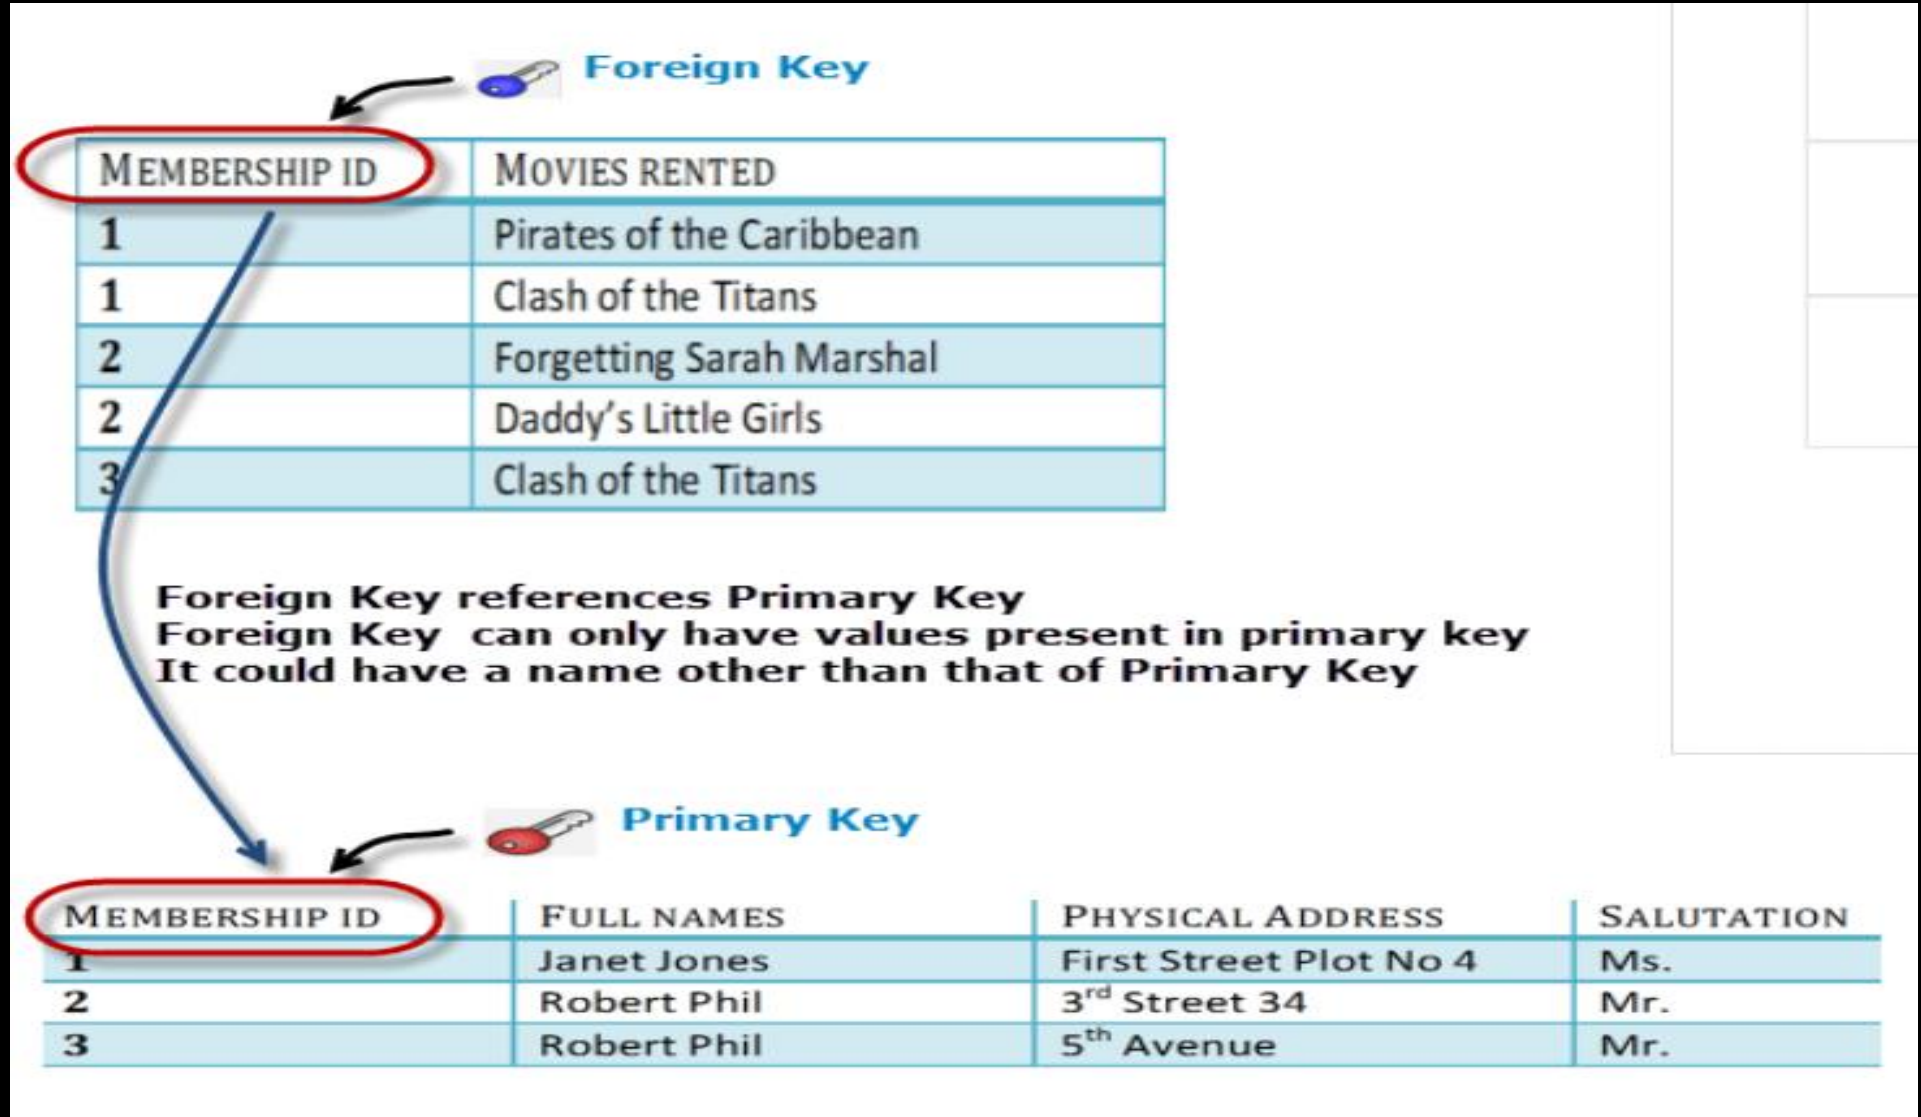 Foreign Key
MEMBERSHIP ID MOVIES RENTED
1 Pirates of the Caribbean
1 Clash of the Titans
2 Forgetting Sarah Marshal
2 Daddy's Little Girls
3 Clash of the Titans
Foreign Key references Primary Key
Foreign Key can only have values present in primary key
It could have a name other than that of Primary Key
Primary Key
MEMBERSHIP ID FULL NAMES PHYSICAL ADDRESS SALUTATION
1 Janet Jones First Street Plot No 4 Ms.
2 Robert Phil 3rd Street 34 Mr.
3 Robert Phil 5th Avenue Mr.